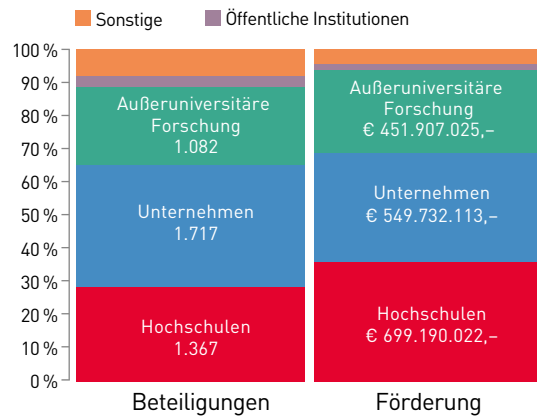 Sonstige
Öffentliche Institutionen
100 %
90 %
80 %
70 %
60 %
50 %
40 %
30 %
20 %
10 %
0 %
Außeruniversitäre
Forschung
1.082
Unternehmen
1.717
Hochschulen
1.367
Außeruniversitäre
Forschung
€ 451.907.025,–
Unternehmen
€ 549.732.113,–
Hochschulen
€ 699.190.022,–
Beteiligungen
Förderung